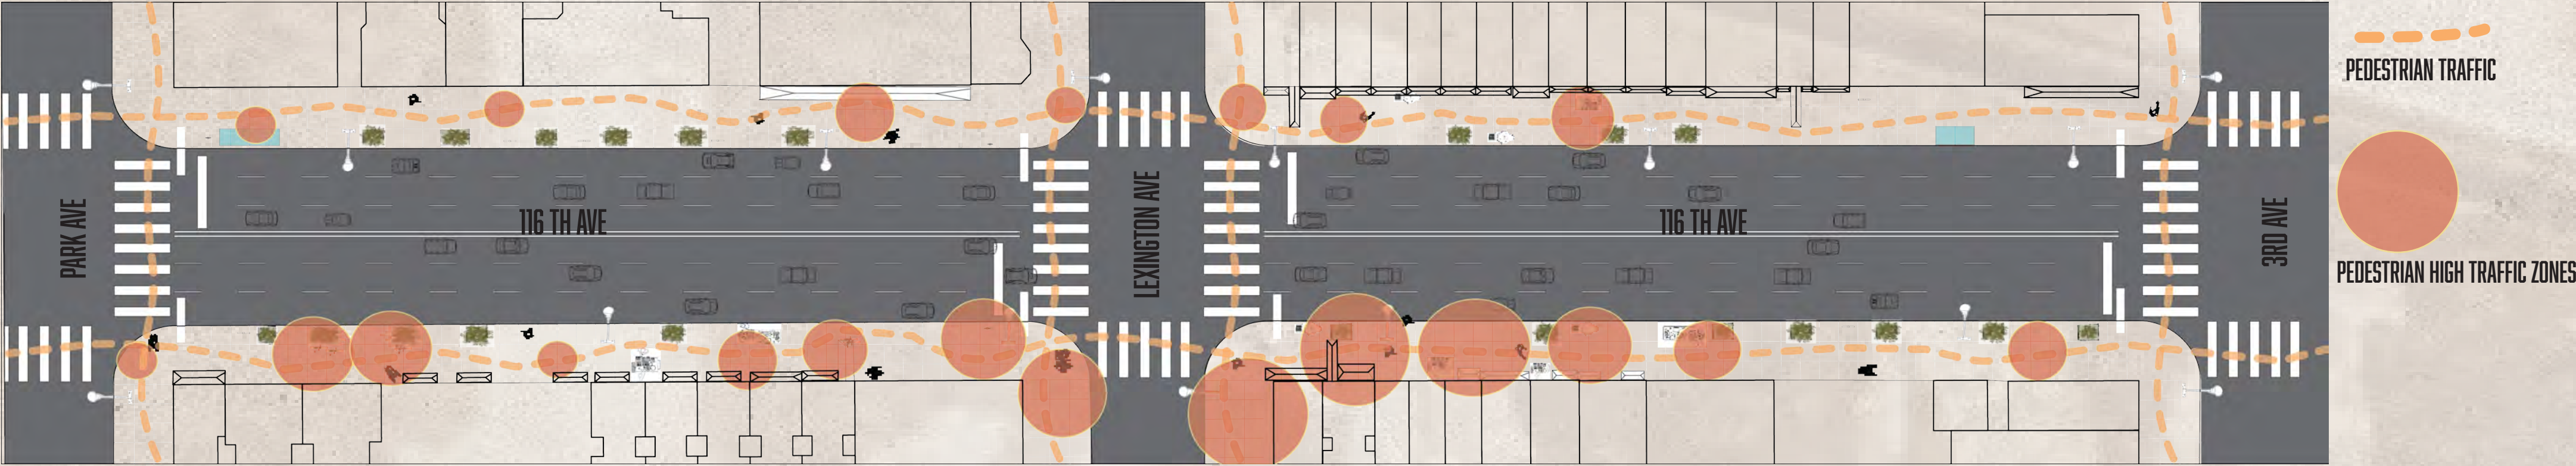 PARK AVE
116 TH AVE
LEXINGTON AVE
116 TH AVE
3RD AVE
PEDESTRIAN TRAFFIC
PEDESTRIAN HIGH TRAFFIC ZONES